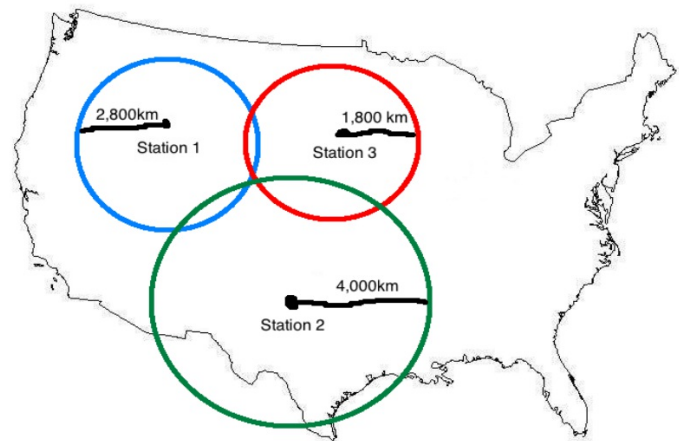 2,800km
Station 1
1,800 km
Station 3
4,000km
Station 2